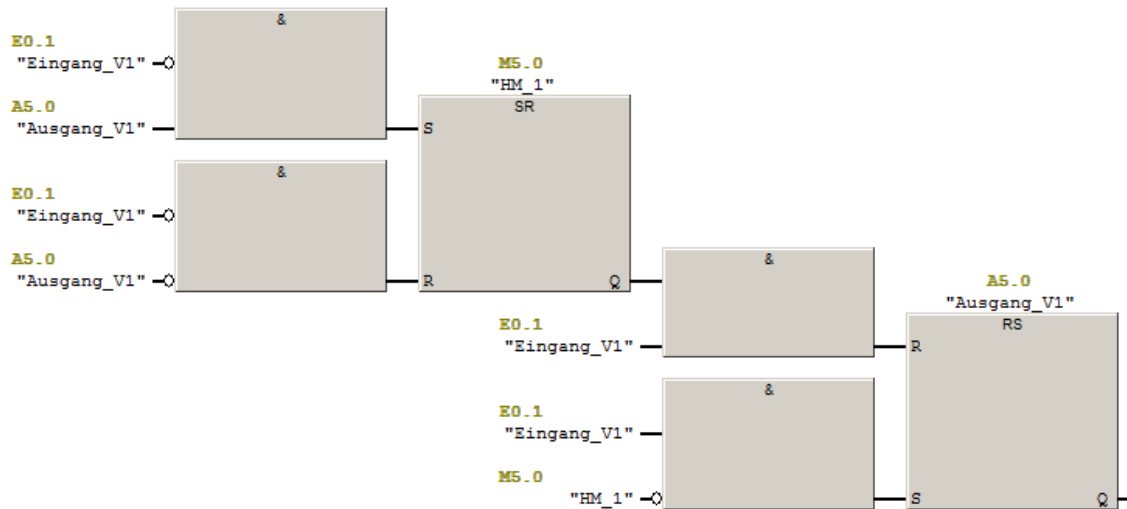 &
E0.1
"Eingang_V1"
M5.0
"HM_1"
SR
A5.0
"Ausgang_V1"
S
&
E0.1
"Eingang_V1"
A5.0
"Ausgang_V1"
R
Q
&
A5.0
"Ausgang_V1"
RS
E0.1
"Eingang_V1"
R
&
E0.1
"Eingang_V1"
M5.0
"HM_1"
S
Q